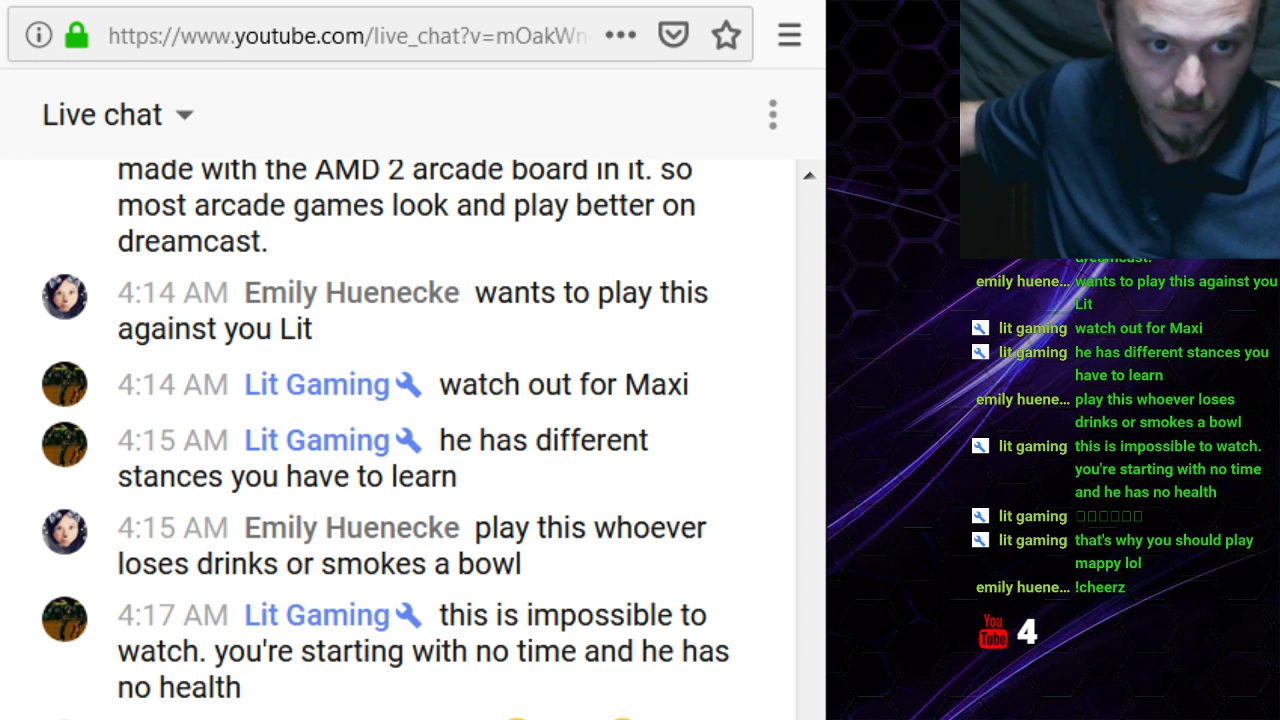 https://www.youtube.com/live_chat?v=mOakWn
Live chat
made with the AMD 2 arcade board in it. so
most arcade games look and play better on
dreamcast.
4:14 AM Emily Huenecke wants to play this
against you Lit
4:14 AM Lit Gaming watch out for Maxi
4:15 AM Lit Gaming he has different
stances you have to learn
4:15 AM Emily Huenecke play this whoever
loses drinks or smokes a bowl
4:17 AM Lit Gaming this is impossible to
watch. you're starting with no time and he has
no health
dreamcast.
emily huene... wants to play this against you
Lit
lit gaming watch out for Maxi
lit gaming he has different stances you
have to learn
emily huene... play this whoever loses
drinks or smokes a bowl
lit gaming this is impossible to watch.
you're starting with no time
and he has no health
lit gaming
lit gaming that's why you should play
mappy lol
emily huene... !cheerz
You
Tube 4